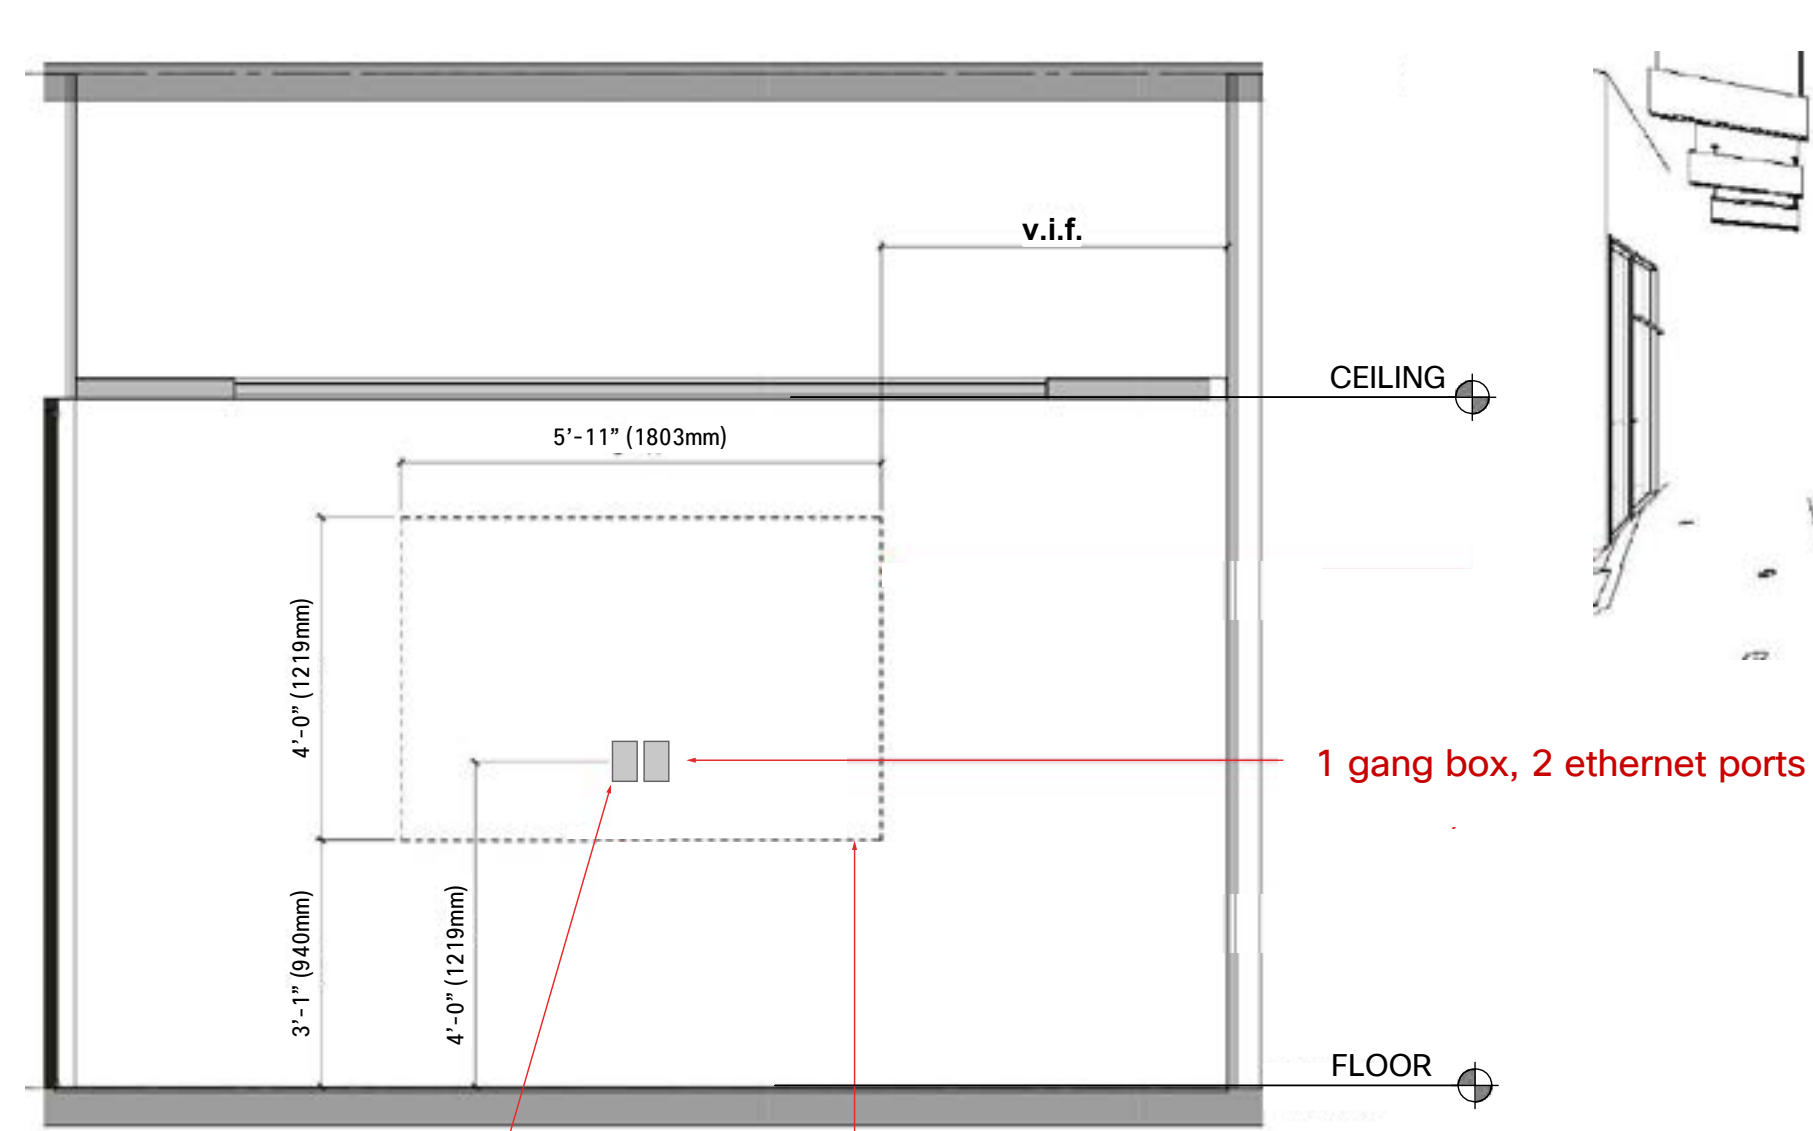 v.i.f.
CEILING
5’-11” (1803mm)
4’-0” (1219mm)
1 gang box, 2 ethernet ports
3’-1” (940mm)
4’-0” (1219mm)
FLOOR